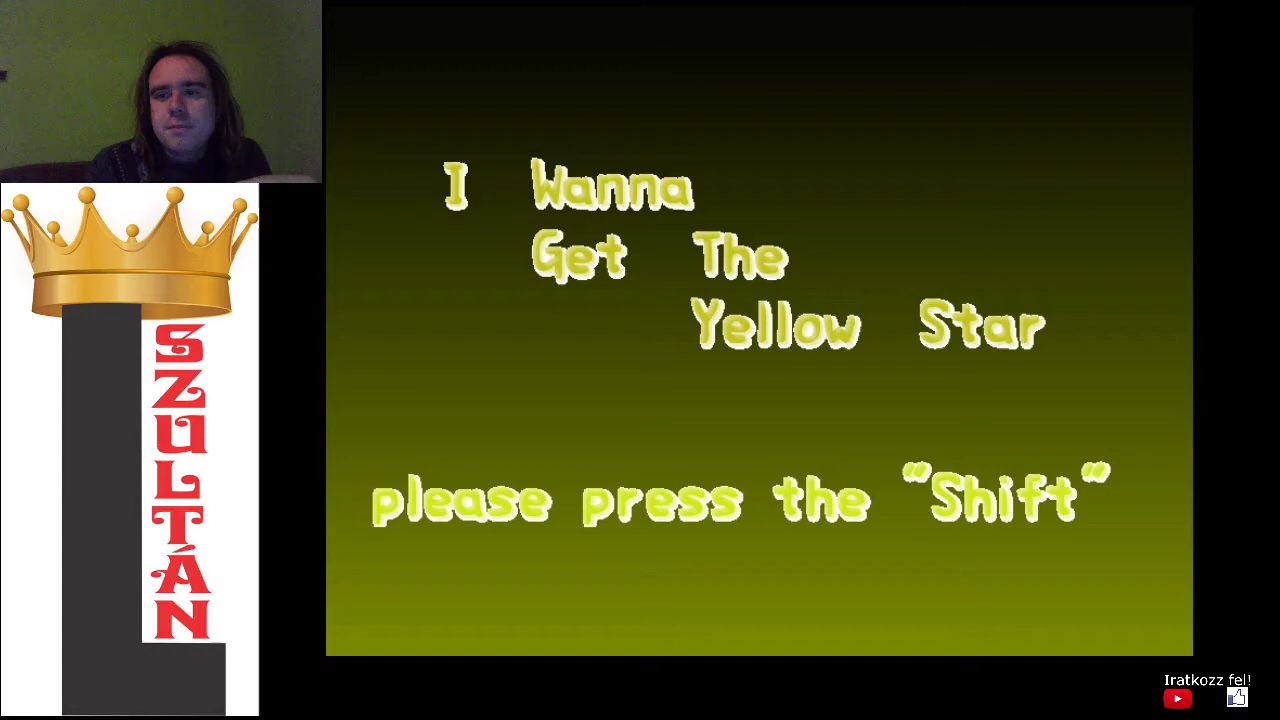 I Wanna
Get The
Yellow Star
please press the "Shift"
L
SZULTÁN
Iratkozz fel!